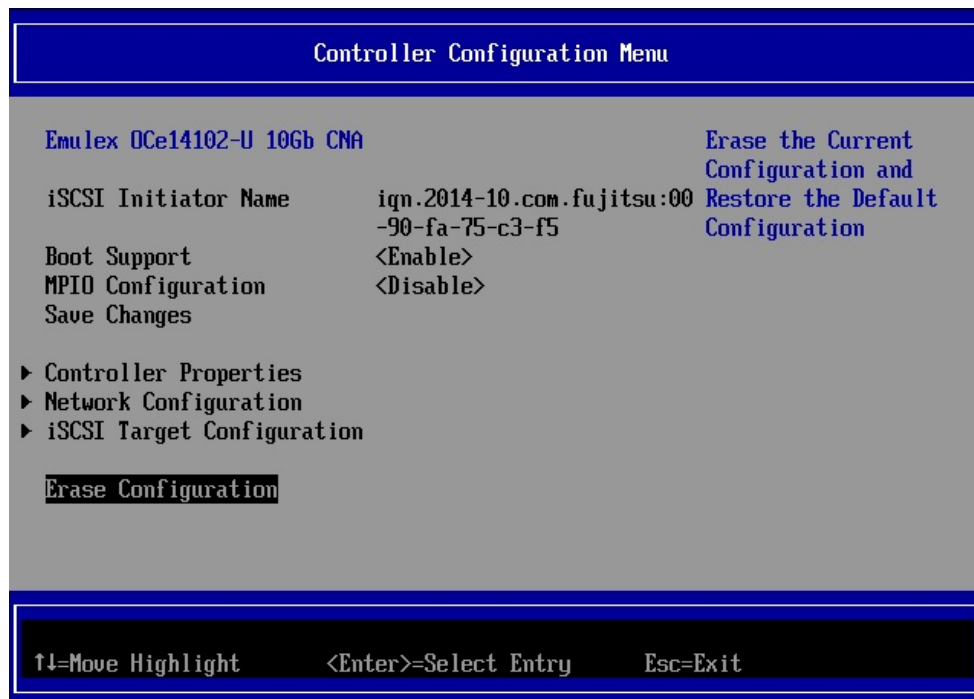 Controller Configuration Menu
Emulex OCe14102-U 10Gb CNA
iSCSI Initiator Name iqn.2014-10.com.fujitsu:00
-90-fa-75-c3-f5
Boot Support <Enable>
MPIO Configuration <Disable>
Save Changes
▶ Controller Properties
▶ Network Configuration
▶ iSCSI Target Configuration
Erase Configuration
Erase the Current
Configuration and
Restore the Default
Configuration
↑↓=Move Highlight <Enter>=Select Entry Esc=Exit